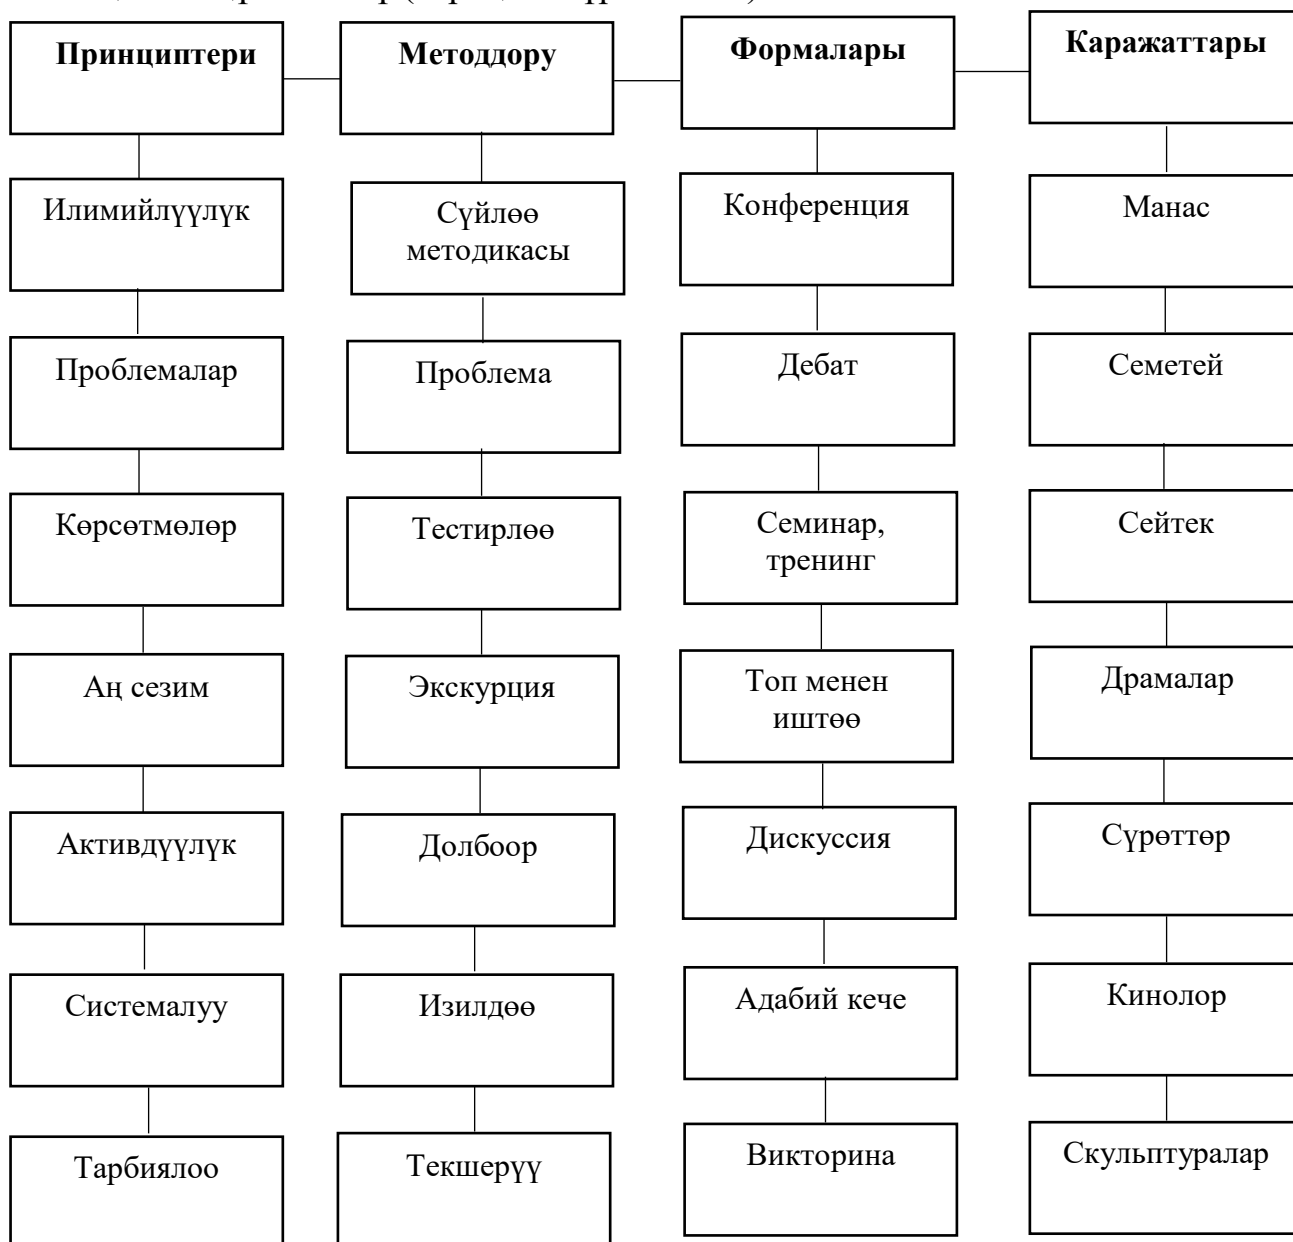 Принциптери
Методдору
Формалары
Каражаттары
Илимийлүүлүк
Сүйлөө
методикасы
Конференция
Манас
Проблемалар
Проблема
Дебат
Семетей
Көрсөтмөлөр
Тестирлөө
Семинар,
тренинг
Сейтек
Аң сезим
Экскурция
Топ менен
иштөө
Драмалар
Активдүүлүк
Долбоор
Дискуссия
Сүрөттөр
Системалуу
Изилдөө
Адабий кече
Кинолор
Тарбиялоо
Текшерүү
Викторина
Скульптуралар